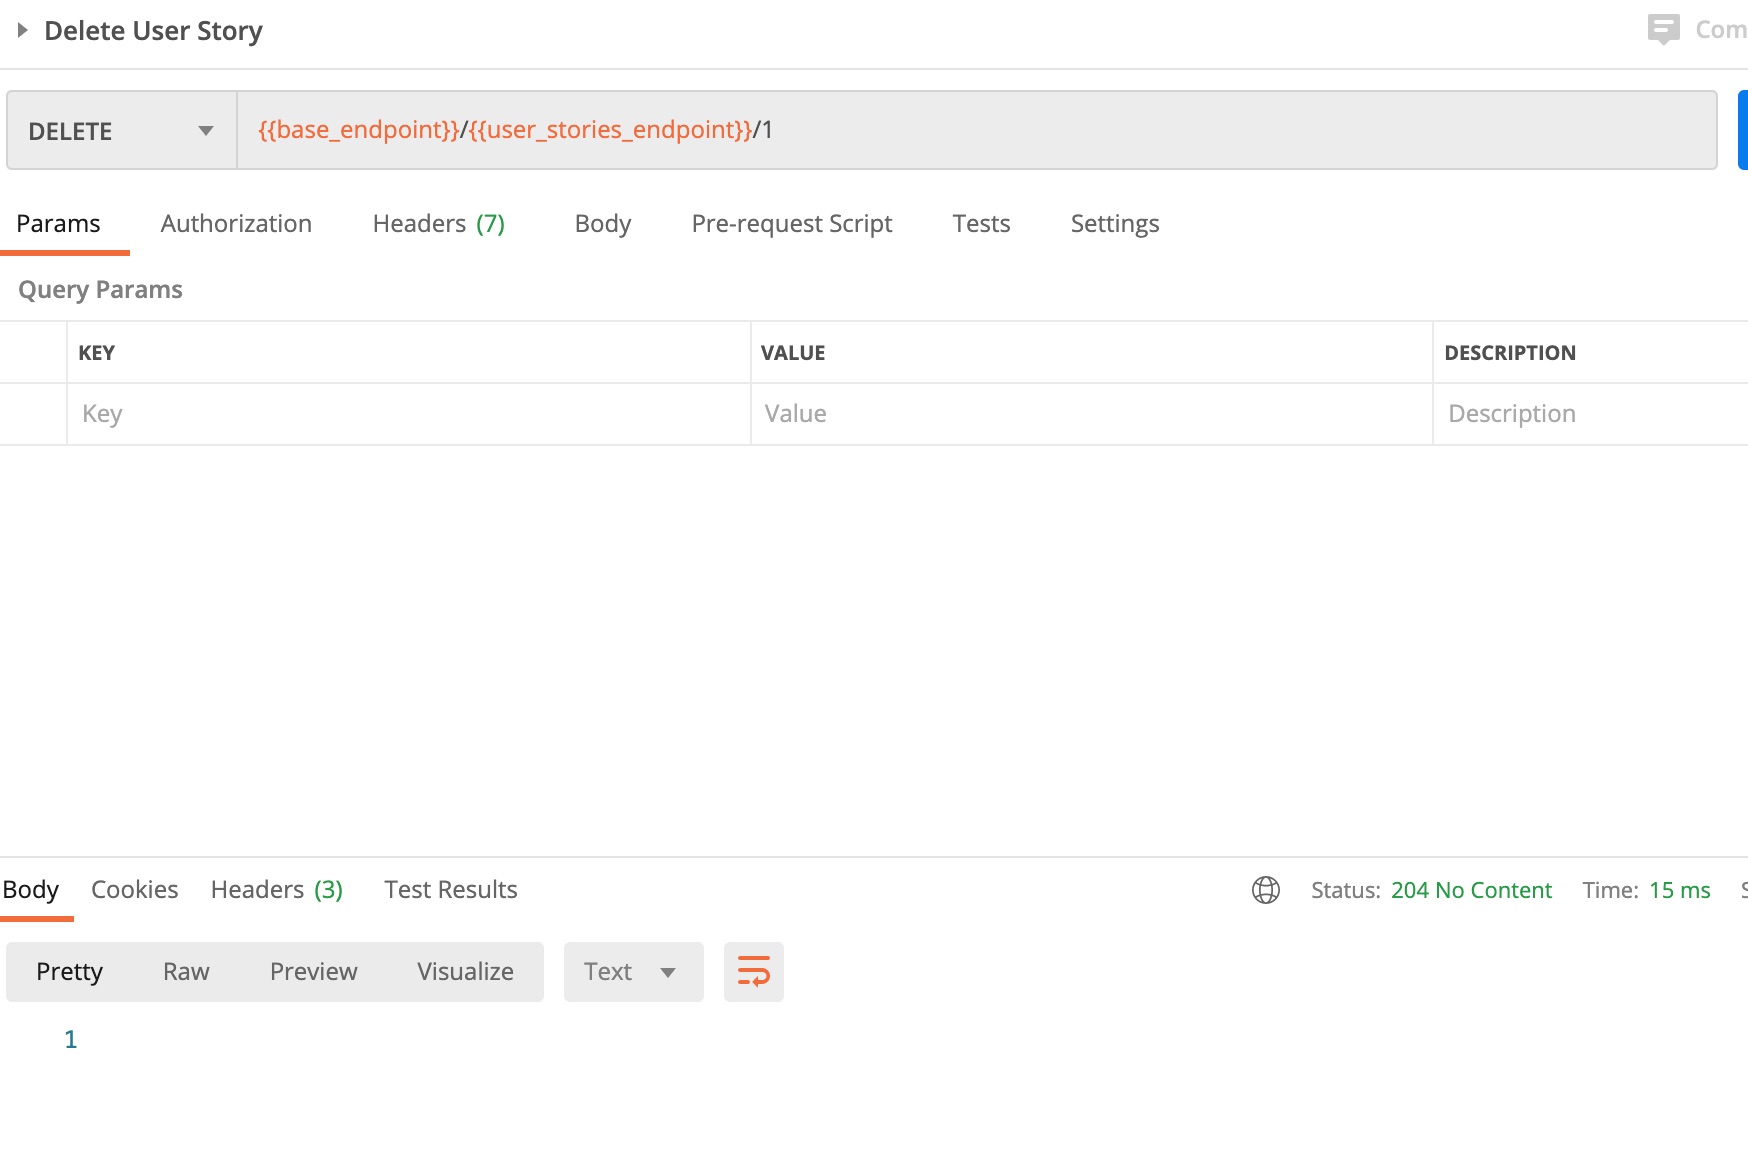 Delete User Story
Com
DELETE {{base_endpoint}}/{{user_stories_endpoint}}/1
Params Authorization Headers (7) Body Pre-request Script Tests Settings
Query Params
KEY VALUE DESCRIPTION
Key Value Description
Body Cookies Headers (3) Test Results Status: 204 No Content Time: 15 ms S
Pretty Raw Preview Visualize Text
1